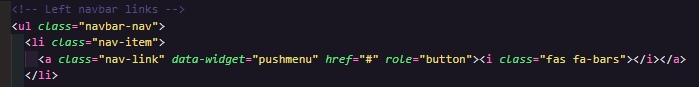 <!-- Left navbar links -->
<ul class="navbar-nav">
<li class="nav-item">
<a class="nav-link" data-widget="pushmenu" href="#" role="button"><i class="fas fa-bars"></i></a>
</li>